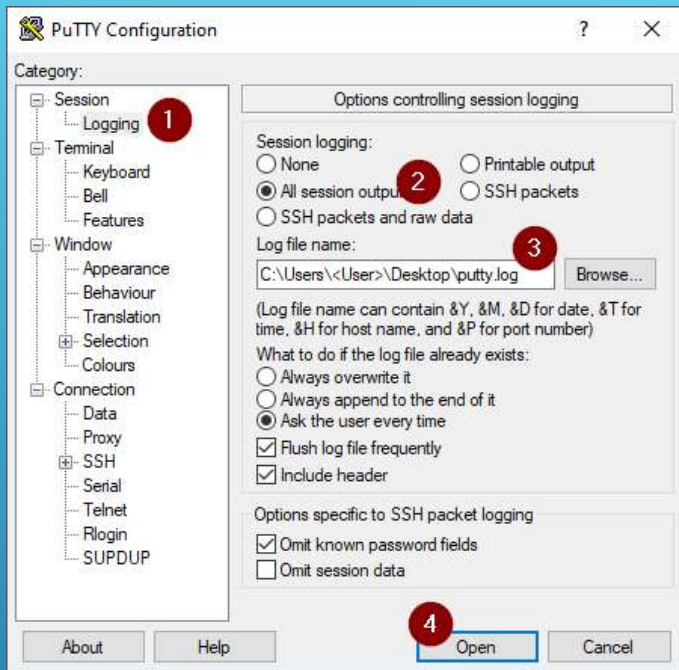 PuTTY Configuration
?
Category:
Session
Logging
Terminal
Keyboard
Bell
Features
Window
Appearance
Behaviour
Translation
Selection
Colours
Connection
Data
Proxy
SSH
Serial
Telnet
Rlogin
SUPDUP
1
Options controlling session logging
Session logging:
None
Printable output
All session outpu
2
SSH packets
SSH packets and raw data
Log file name:
3
C:\Users\<User>\Desktop\putty.log
Browse...
(Log file name can contain &Y, &M, &D for date, &T for
time, &H for host name, and &P for port number)
What to do if the log file already exists:
Always overwrite it
Always append to the end of it
Ask the user every time
Flush log file frequently
Include header
Options specific to SSH packet logging
Omit known password fields
Omit session data
4
About
Help
Open
Cancel